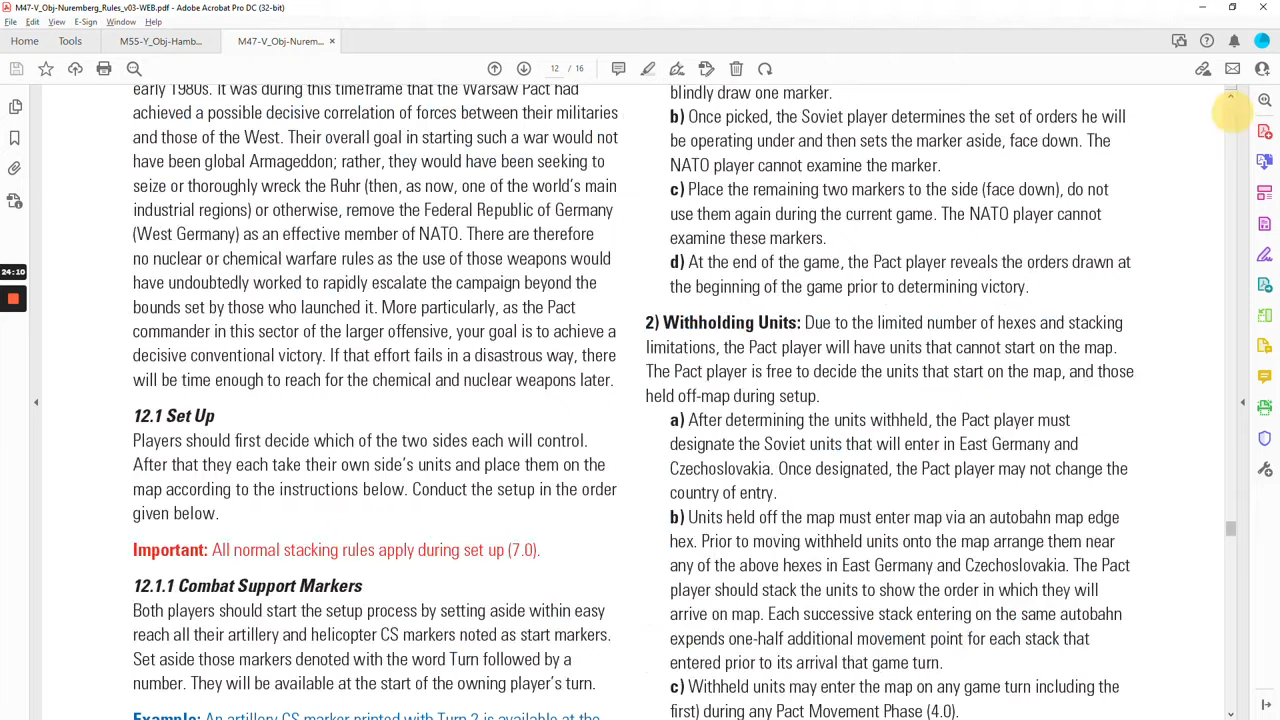 M47-V_Obj-Nuremberg_Rules_v03-WEB.pdf - Adobe Acrobat Pro DC (32-bit)
File Edit View E-Sign Window Help
Home Tools M55-Y_Obj-Hamb... M47-V_Obj-Nurem...
12 / 16
24:10
early 1980s. It was during this timeframe that the Warsaw Pact had
achieved a possible decisive correlation of forces between their militaries
and those of the West. Their overall goal in starting such a war would not
have been global Armageddon; rather, they would have been seeking to
seize or thoroughly wreck the Ruhr (then, as now, one of the world's main
industrial regions) or otherwise, remove the Federal Republic of Germany
(West Germany) as an effective member of NATO. There are therefore
no nuclear or chemical warfare rules as the use of those weapons would
have undoubtedly worked to rapidly escalate the campaign beyond the
bounds set by those who launched it. More particularly, as the Pact
commander in this sector of the larger offensive, your goal is to achieve a
decisive conventional victory. If that effort fails in a disastrous way, there
will be time enough to reach for the chemical and nuclear weapons later.
12.1 Set Up
Players should first decide which of the two sides each will control.
After that they each take their own side's units and place them on the
map according to the instructions below. Conduct the setup in the order
given below.
Important: All normal stacking rules apply during set up (7.0).
12.1.1 Combat Support Markers
Both players should start the setup process by setting aside within easy
reach all their artillery and helicopter CS markers noted as start markers.
Set aside those markers denoted with the word Turn followed by a
number. They will be available at the start of the owning player's turn.
Example: An artillery CS marker printed with Turn 2 is available at the
blindly draw one marker.
b) Once picked, the Soviet player determines the set of orders he will
be operating under and then sets the marker aside, face down. The
NATO player cannot examine the marker.
c) Place the remaining two markers to the side (face down), do not
use them again during the current game. The NATO player cannot
examine these markers.
d) At the end of the game, the Pact player reveals the orders drawn at
the beginning of the game prior to determining victory.
2) Withholding Units: Due to the limited number of hexes and stacking
limitations, the Pact player will have units that cannot start on the map.
The Pact player is free to decide the units that start on the map, and those
held off-map during setup.
a) After determining the units withheld, the Pact player must
designate the Soviet units that will enter in East Germany and
Czechoslovakia. Once designated, the Pact player may not change the
country of entry.
b) Units held off the map must enter map via an autobahn map edge
hex. Prior to moving withheld units onto the map arrange them near
any of the above hexes in East Germany and Czechoslovakia. The Pact
player should stack the units to show the order in which they will
arrive on map. Each successive stack entering on the same autobahn
expends one-half additional movement point for each stack that
entered prior to its arrival that game turn.
c) Withheld units may enter the map on any game turn including the
first) during any Pact Movement Phase (4.0).